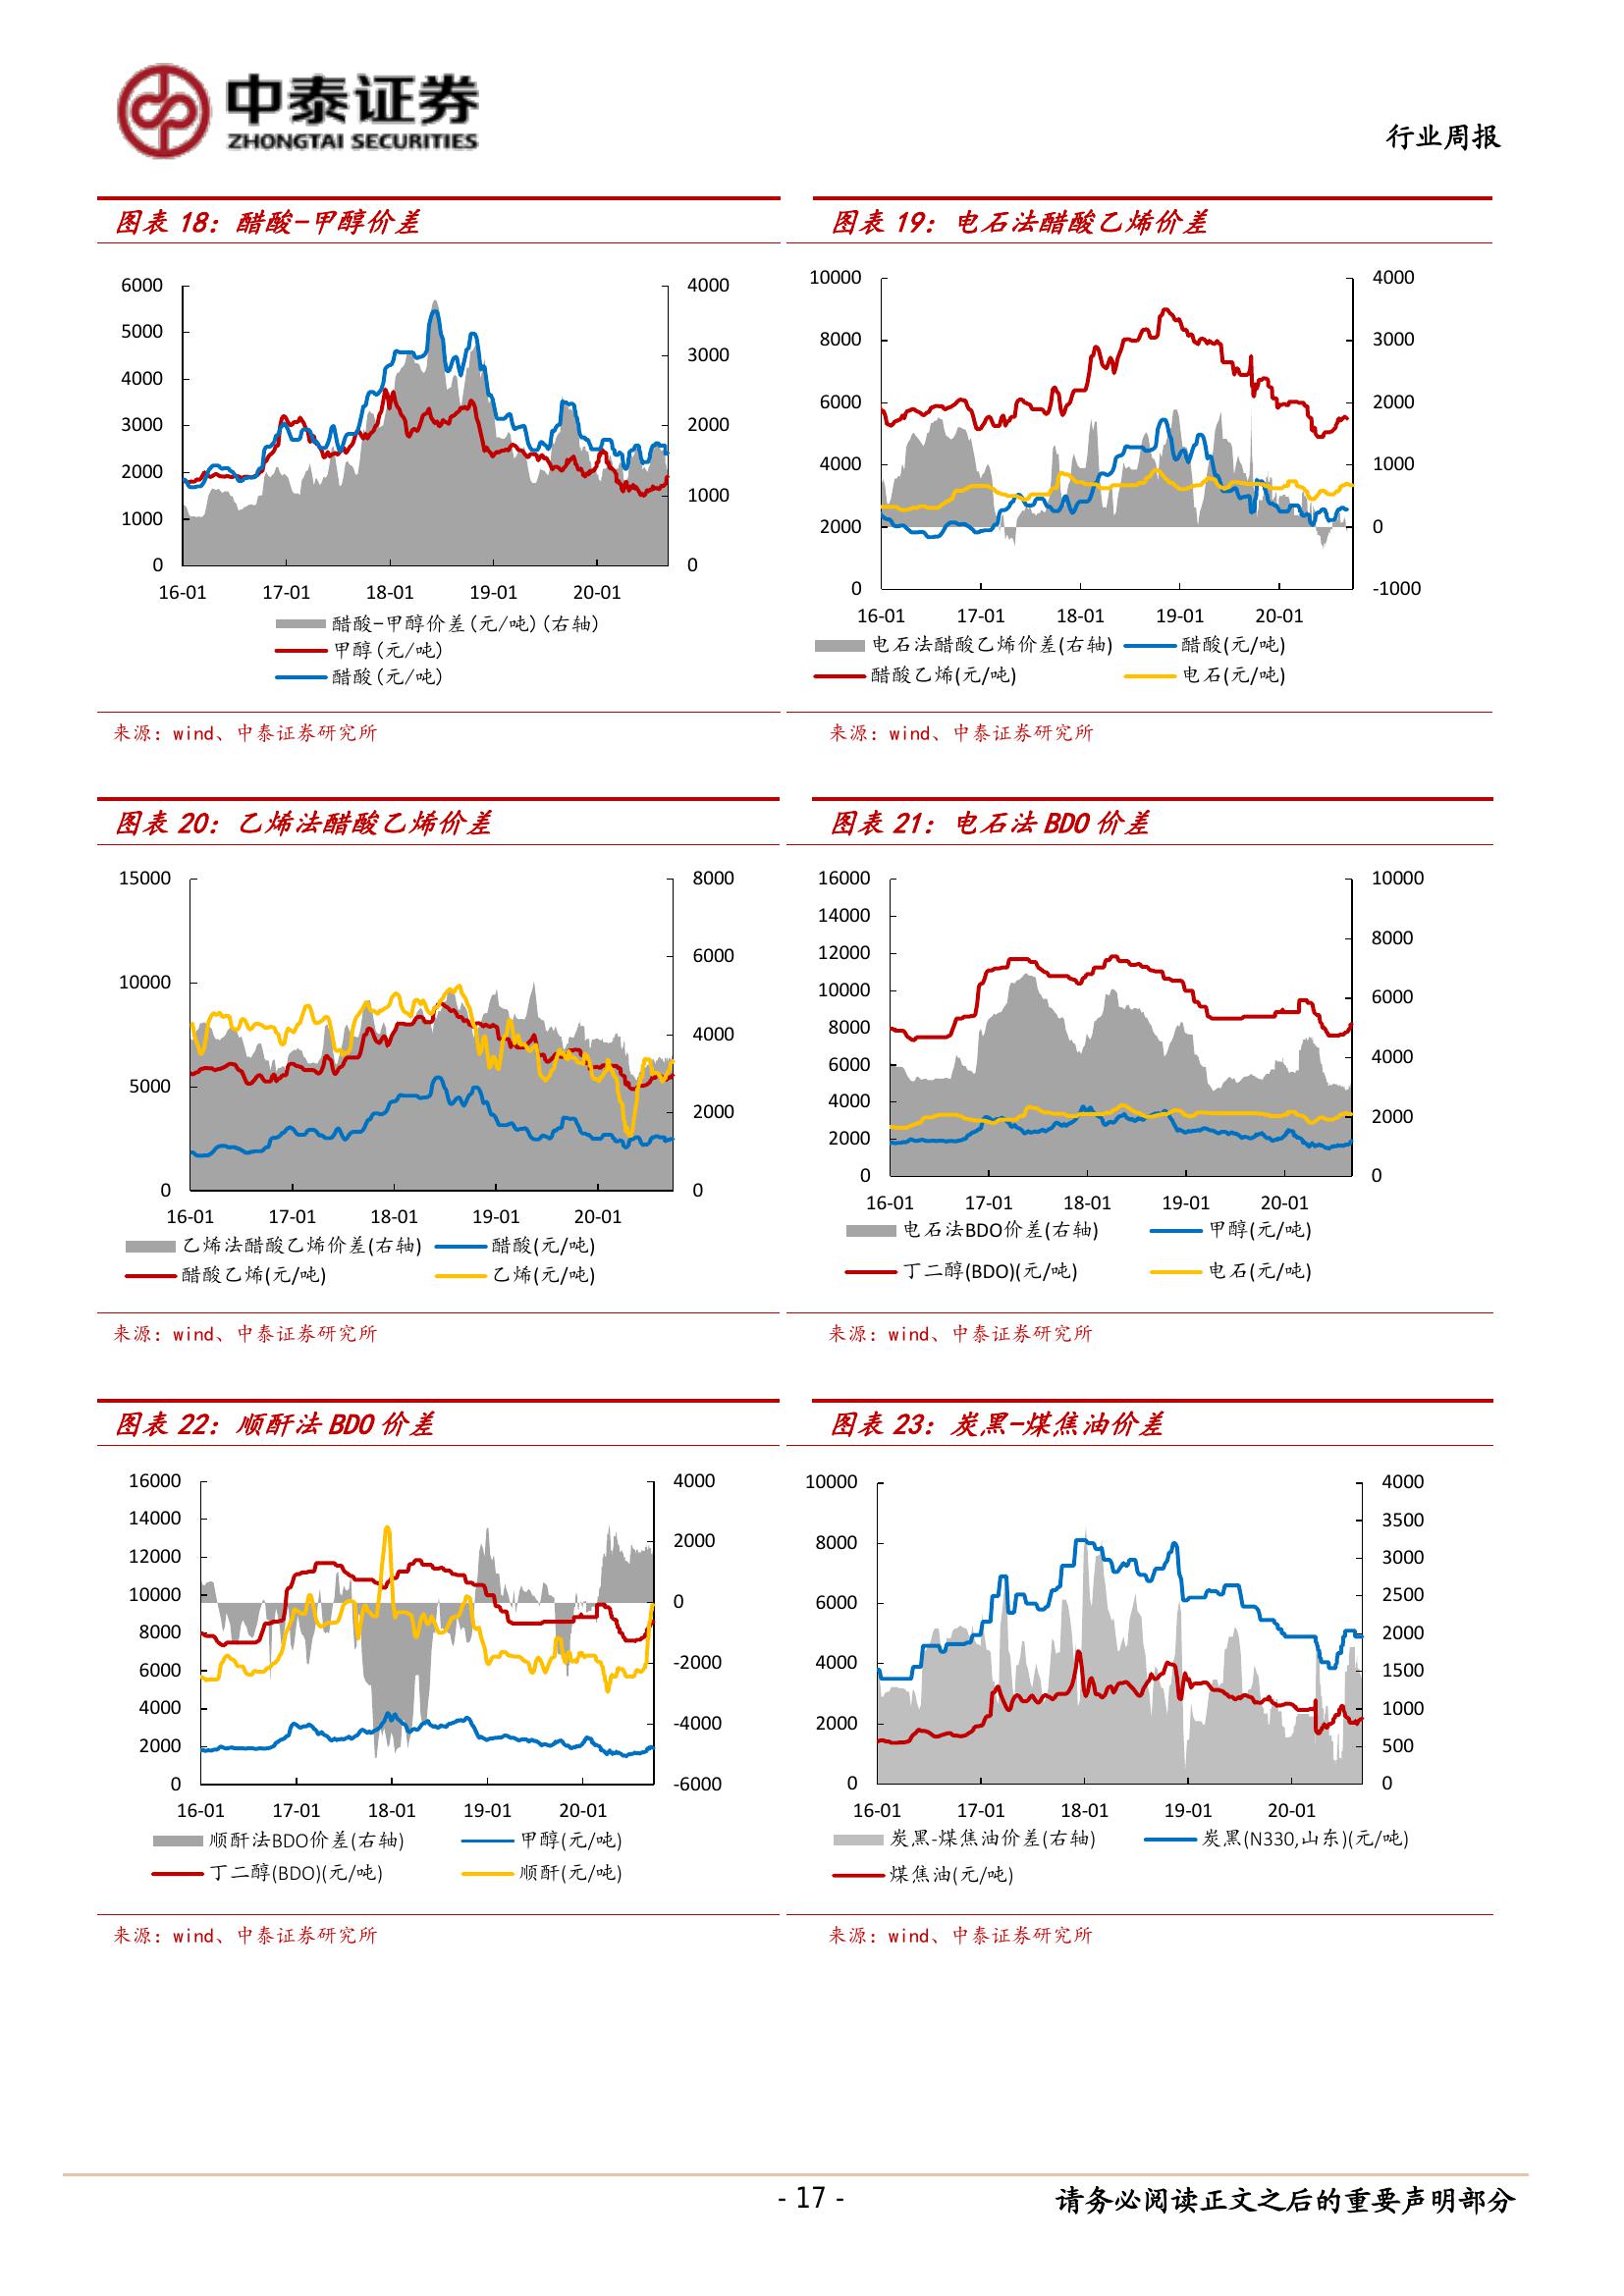 中泰证券
ZHONGTAI SECURITIES
行业周报
图表 18：醋酸-甲醇价差
6000
5000
4000
3000
2000
1000
0
4000
3000
2000
1000
0
16-01 17-01 18-01 19-01 20-01
醋酸-甲醇价差(元/吨)(右轴)
甲醇(元/吨)
醋酸(元/吨)
来源：wind、中泰证券研究所
图表 19：电石法醋酸乙烯价差
10000
8000
6000
4000
2000
0
4000
3000
2000
1000
0
-1000
16-01 17-01 18-01 19-01 20-01
电石法醋酸乙烯价差(右轴) 醋酸(元/吨)
醋酸乙烯(元/吨) 电石(元/吨)
来源：wind、中泰证券研究所
图表 20：乙烯法醋酸乙烯价差
15000
10000
5000
0
8000
6000
4000
2000
0
16-01 17-01 18-01 19-01 20-01
乙烯法醋酸乙烯价差(右轴) 醋酸(元/吨)
醋酸乙烯(元/吨) 乙烯(元/吨)
来源：wind、中泰证券研究所
图表 21：电石法 BDO 价差
16000
14000
12000
10000
8000
6000
4000
2000
0
10000
8000
6000
4000
2000
0
16-01 17-01 18-01 19-01 20-01
电石法BDO价差(右轴) 甲醇(元/吨)
丁二醇(BDO)(元/吨) 电石(元/吨)
来源：wind、中泰证券研究所
图表 22：顺酐法 BDO 价差
16000
14000
12000
10000
8000
6000
4000
2000
0
4000
2000
0
-2000
-4000
-6000
16-01 17-01 18-01 19-01 20-01
顺酐法BDO价差(右轴) 甲醇(元/吨)
丁二醇(BDO)(元/吨) 顺酐(元/吨)
来源：wind、中泰证券研究所
图表 23：炭黑-煤焦油价差
10000
8000
6000
4000
2000
0
4000
3500
3000
2500
2000
1500
1000
500
0
16-01 17-01 18-01 19-01 20-01
炭黑-煤焦油价差(右轴) 炭黑(N330,山东)(元/吨)
煤焦油(元/吨)
来源：wind、中泰证券研究所
- 17 -
请务必阅读正文之后的重要声明部分